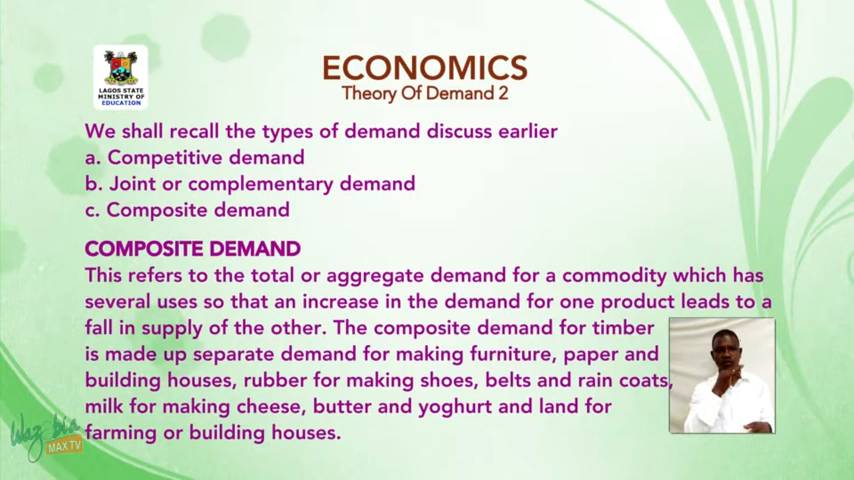 ECONOMICS
Theory Of Demand 2
LAGOS STATE
MINISTRY OF
EDUCATION
We shall recall the types of demand discuss earlier
a. Competitive demand
b. Joint or complementary demand
c. Composite demand
COMPOSITE DEMAND
This refers to the total or aggregate demand for a commodity which has
several uses so that an increase in the demand for one product leads to a
fall in supply of the other. The composite demand for timber
is made up separate demand for making furniture, paper and
building houses, rubber for making shoes, belts and rain coats,
milk for making cheese, butter and yoghurt and land for
farming or building houses.
Wazobia
MAX TV